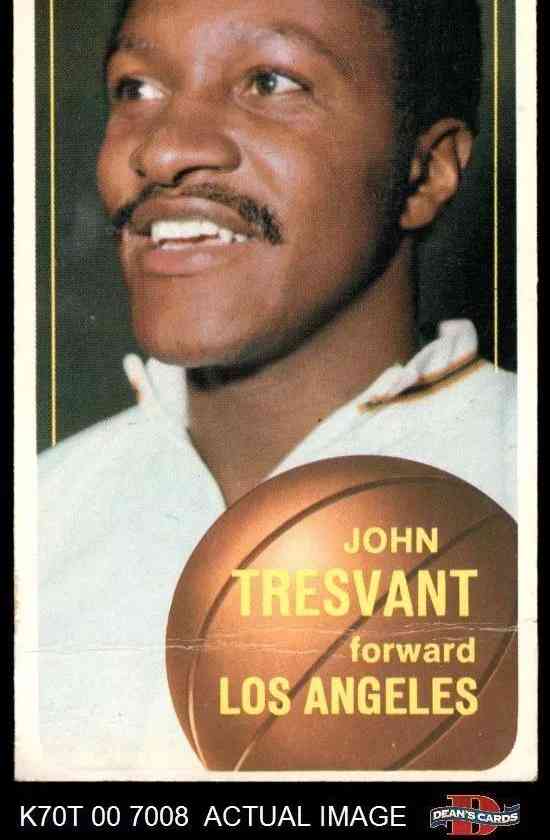 JOHN
TRESVANT
forward
LOS ANGELES
K70T 00 7008 ACTUAL IMAGE
DEAN'S CARDS